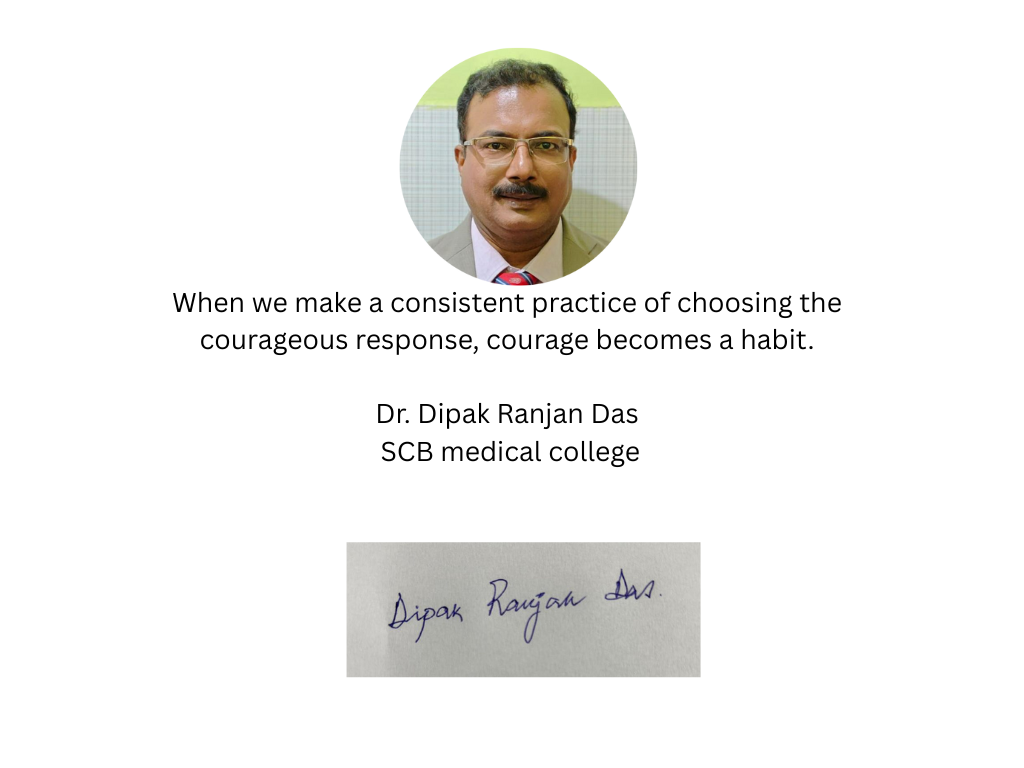 When we make a consistent practice of choosing the
courageous response, courage becomes a habit.
Dr. Dipak Ranjan Das
SCB medical college
Dipak Ranjan Das.